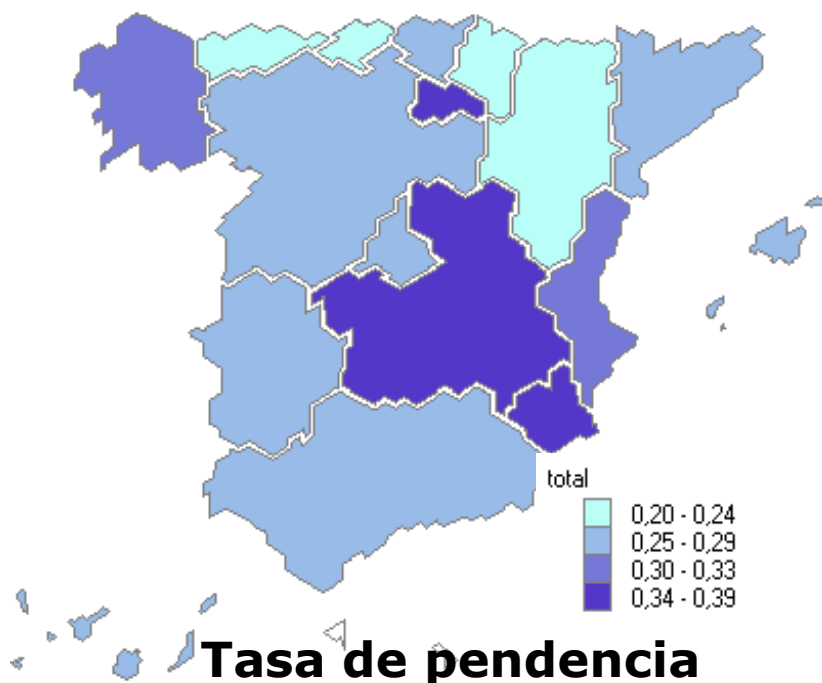 total
0,20 - 0,24
0,25 - 0,29
0,30 - 0,33
0,34 - 0,39
Tasa de pendencia